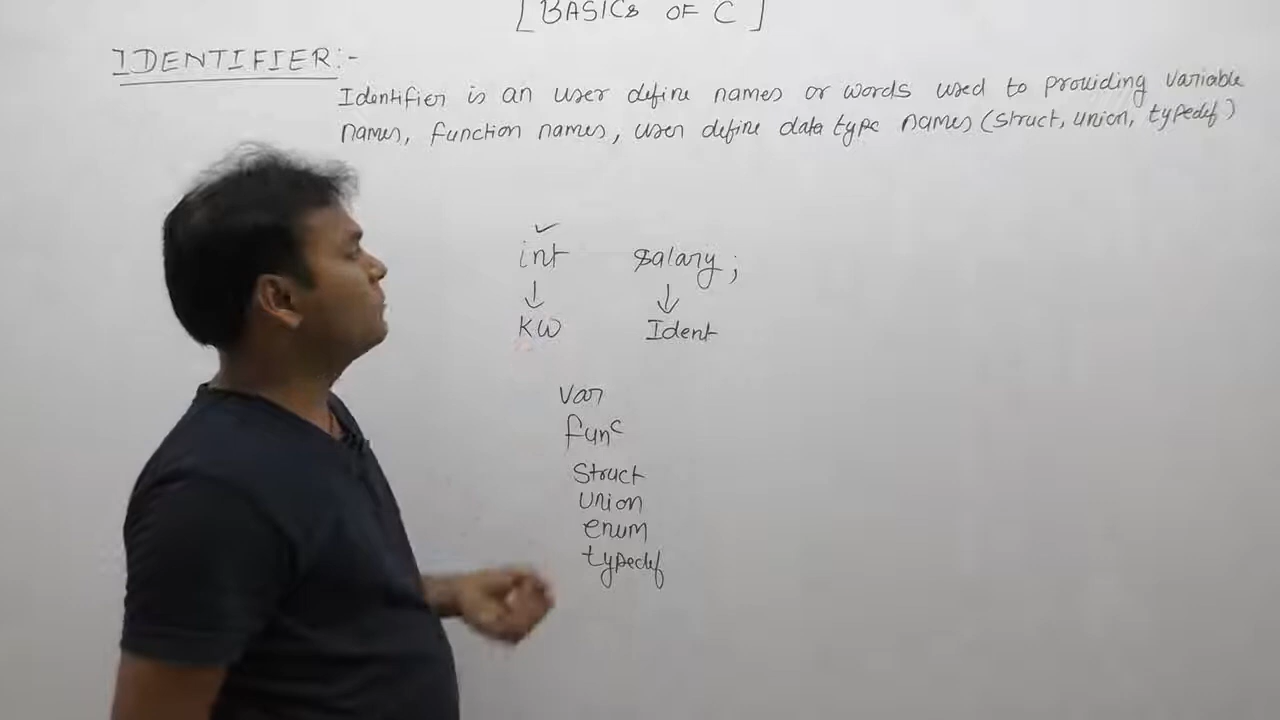 [ BASICS OF C ]
IDENTIFIER:-
Identifier is an user define names or words used to providing variable
names, function names, user define data type names (struct, union, typedef)
int salary ;
KW Ident
var
func
Struct
union
enum
typedef